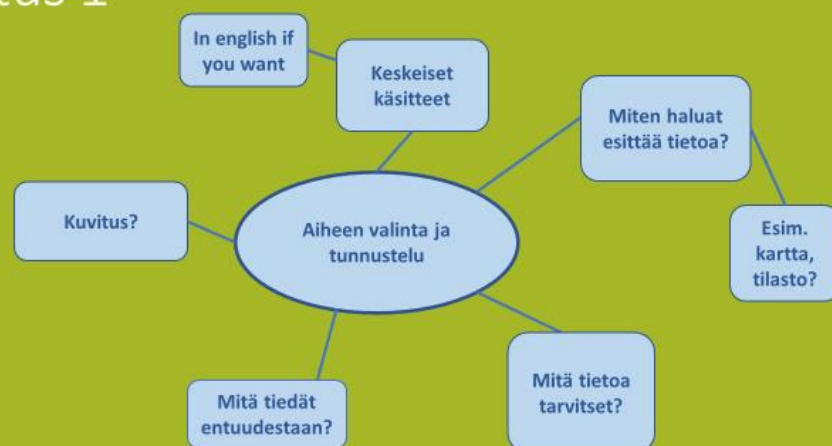 In english if
you want
Keskeiset
käsitteet
Miten haluat
esittää tietoa?
Kuvitus?
Aiheen valinta ja
tunnustelu
Esim.
kartta,
tilasto?
Mitä tietoa
tarvitset?
Mitä tiedät
entuudestaan?